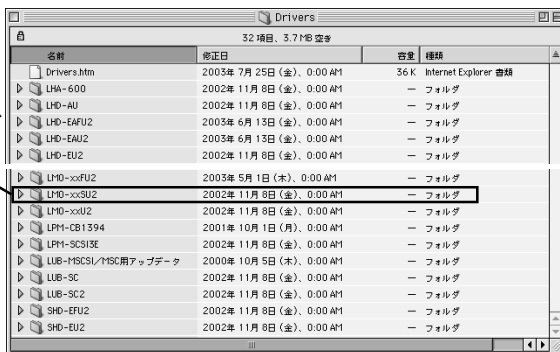 Drivers
32 項目、3.7 MB 空き
名前 修正日 容量 種類
Drivers.htm 2003年 7月 25日 (金)、0:00 AM 36 K Internet Explorer 書類
LHA-600 2002年 11月 8日 (金)、0:00 AM – フォルダ
LHD-AU 2002年 11月 8日 (金)、0:00 AM – フォルダ
LHD-EAFU2 2003年 6月 13日 (金)、0:00 AM – フォルダ
LHD-EAU2 2003年 6月 13日 (金)、0:00 AM – フォルダ
LHD-EU2 2002年 11月 8日 (金)、0:00 AM – フォルダ
LMO-xxFU2 2003年 5月 1日 (木)、0:00 AM – フォルダ
LMO-xxSU2 2002年 11月 8日 (金)、0:00 AM – フォルダ
LMO-xxU2 2002年 11月 8日 (金)、0:00 AM – フォルダ
LPM-CB1394 2001年 10月 1日 (月)、0:00 AM – フォルダ
LPM-SCSI3E 2002年 11月 8日 (金)、0:00 AM – フォルダ
LUB-MSCSI/MSC用アップデータ 2000年 10月 5日 (木)、0:00 AM – フォルダ
LUB-SC 2002年 11月 8日 (金)、0:00 AM – フォルダ
LUB-SC2 2002年 11月 8日 (金)、0:00 AM – フォルダ
SHD-EFU2 2002年 11月 8日 (金)、0:00 AM – フォルダ
SHD-EU2 2002年 11月 8日 (金)、0:00 AM – フォルダ